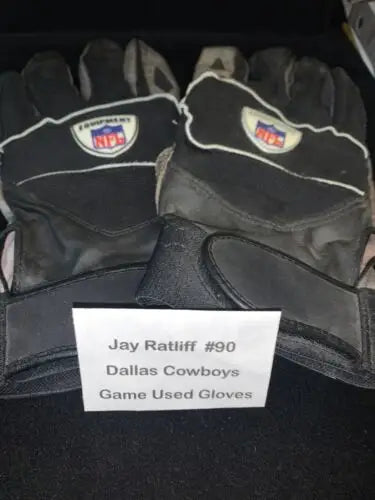 EQUIPMENT
NFL
NFL
Jay Ratliff #90
Dallas Cowboys
Game Used Gloves